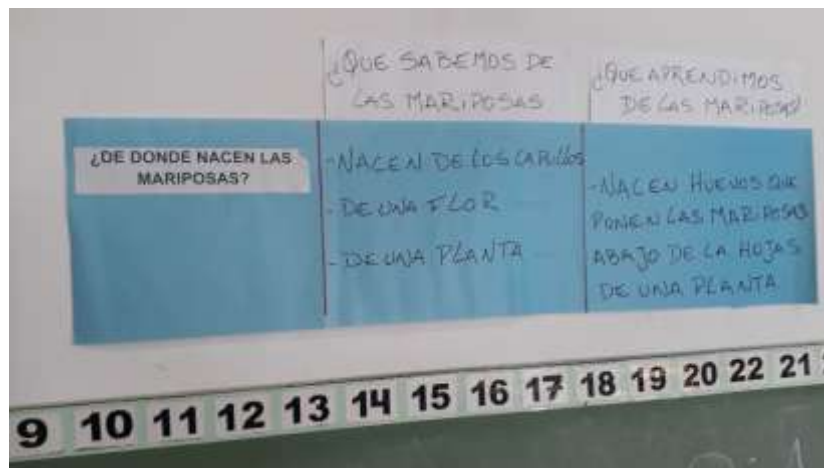 ¿QUE SABEMOS DE
LAS MARIPOSAS
¿QUE APRENDIMOS
DE LAS MARIPOSAS?
¿DE DONDE NACEN LAS
MARIPOSAS?
-NACEN DE LOS CAPULLOS
-DE UNA FLOR
-DE UNA PLANTA
-NACEN HUEVOS QUE
PONEN LAS MARIPOSAS
ABAJO DE LA HOJAS
DE UNA PLANTA
9 10 11 12 13 14 15 16 17 18 19 20 22 21